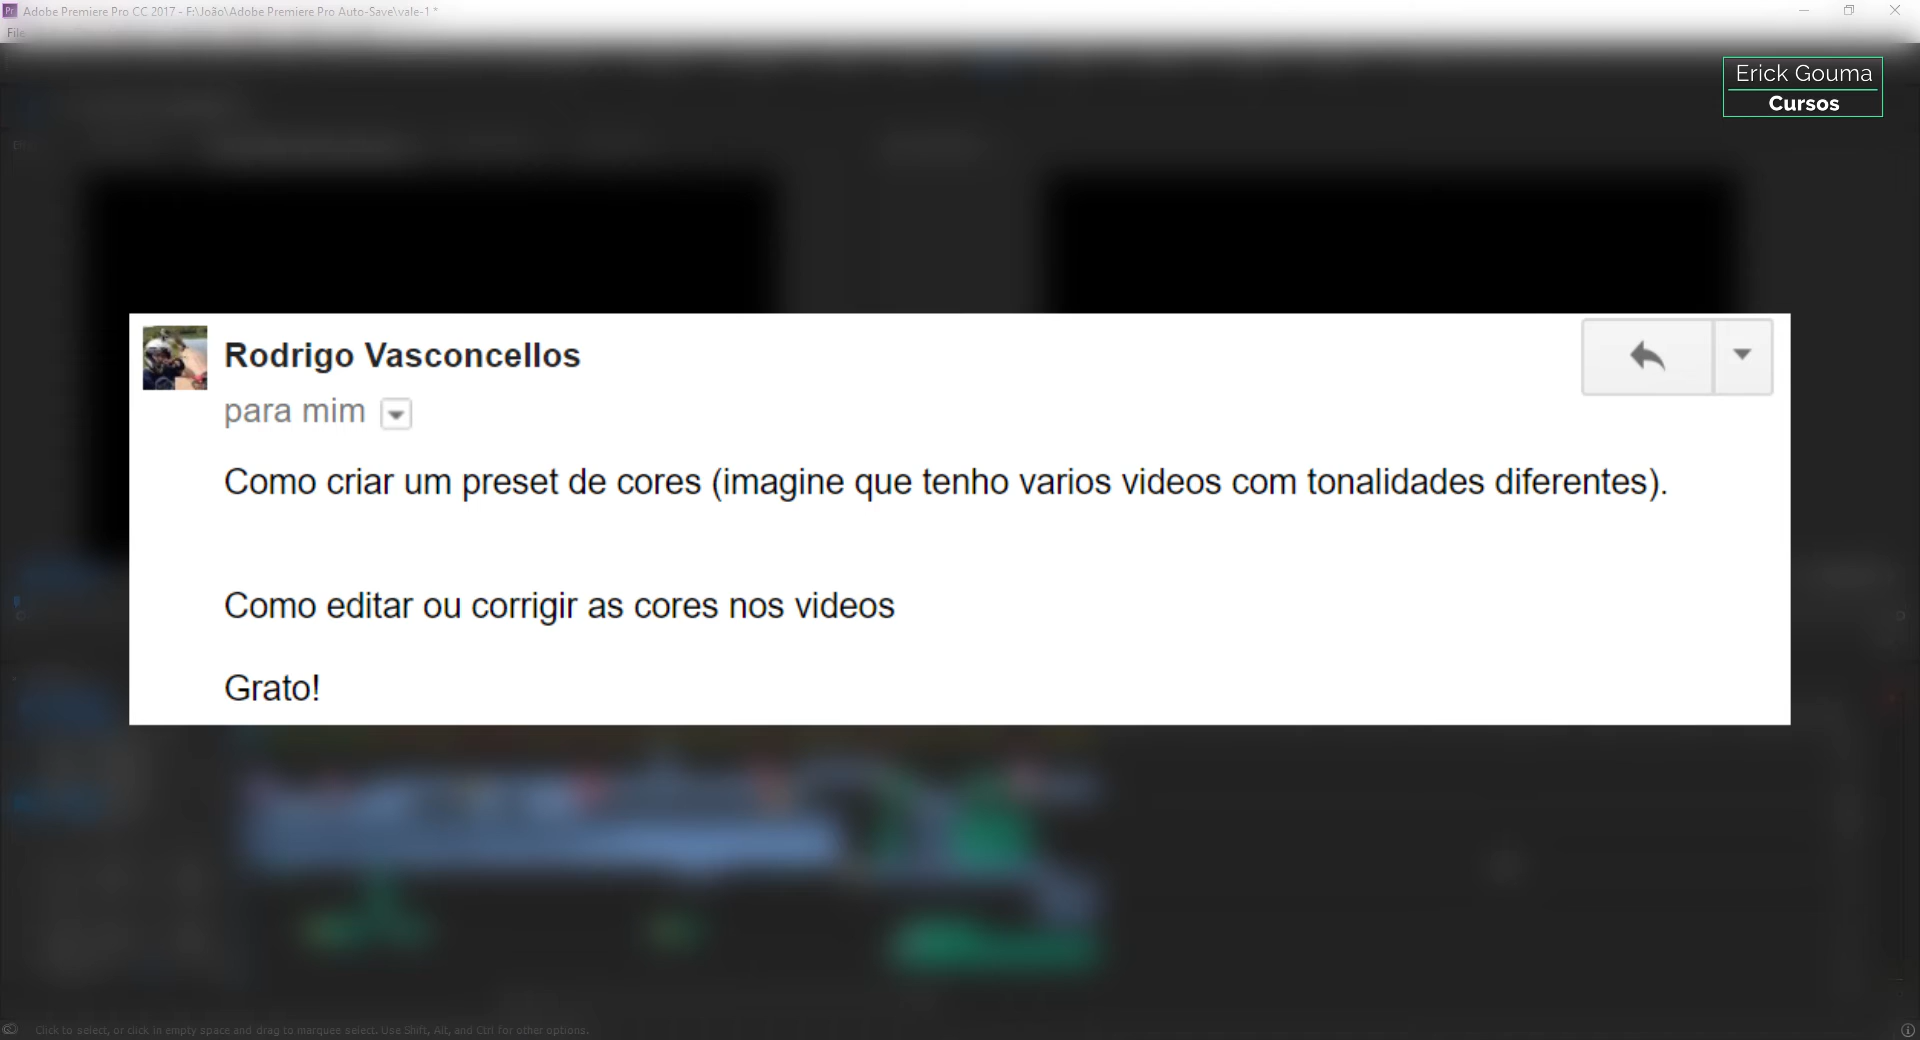 Adobe Premiere Pro CC 2017 - F:\João\Adobe Premiere Pro Auto-Save\vale-1 *
File
Erick Gouma
Cursos
Rodrigo Vasconcellos
para mim
Como criar um preset de cores (imagine que tenho varios videos com tonalidades diferentes).
Como editar ou corrigir as cores nos videos
Grato!
Click to select, or click in empty space and drag to marquee select. Use Shift, Alt, and Ctrl for other options.